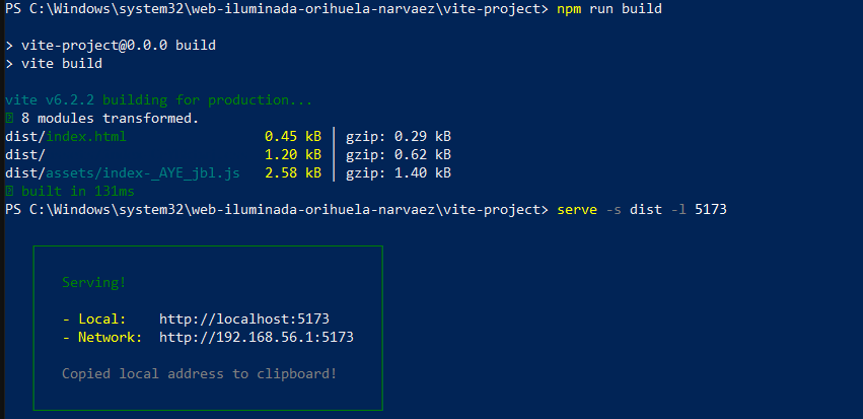 PS C:\Windows\system32\web-iluminada-orihuela-narvaez\vite-project> npm run build
> vite-project@0.0.0 build
> vite build
vite v6.2.2 building for production...
8 modules transformed.
dist/index.html 0.45 kB │ gzip: 0.29 kB
dist/ 1.20 kB │ gzip: 0.62 kB
dist/assets/index-_AYE_jbl.js 2.58 kB │ gzip: 1.40 kB
built in 131ms
PS C:\Windows\system32\web-iluminada-orihuela-narvaez\vite-project> serve -s dist -l 5173
Serving!
- Local: http://localhost:5173
- Network: http://192.168.56.1:5173
Copied local address to clipboard!